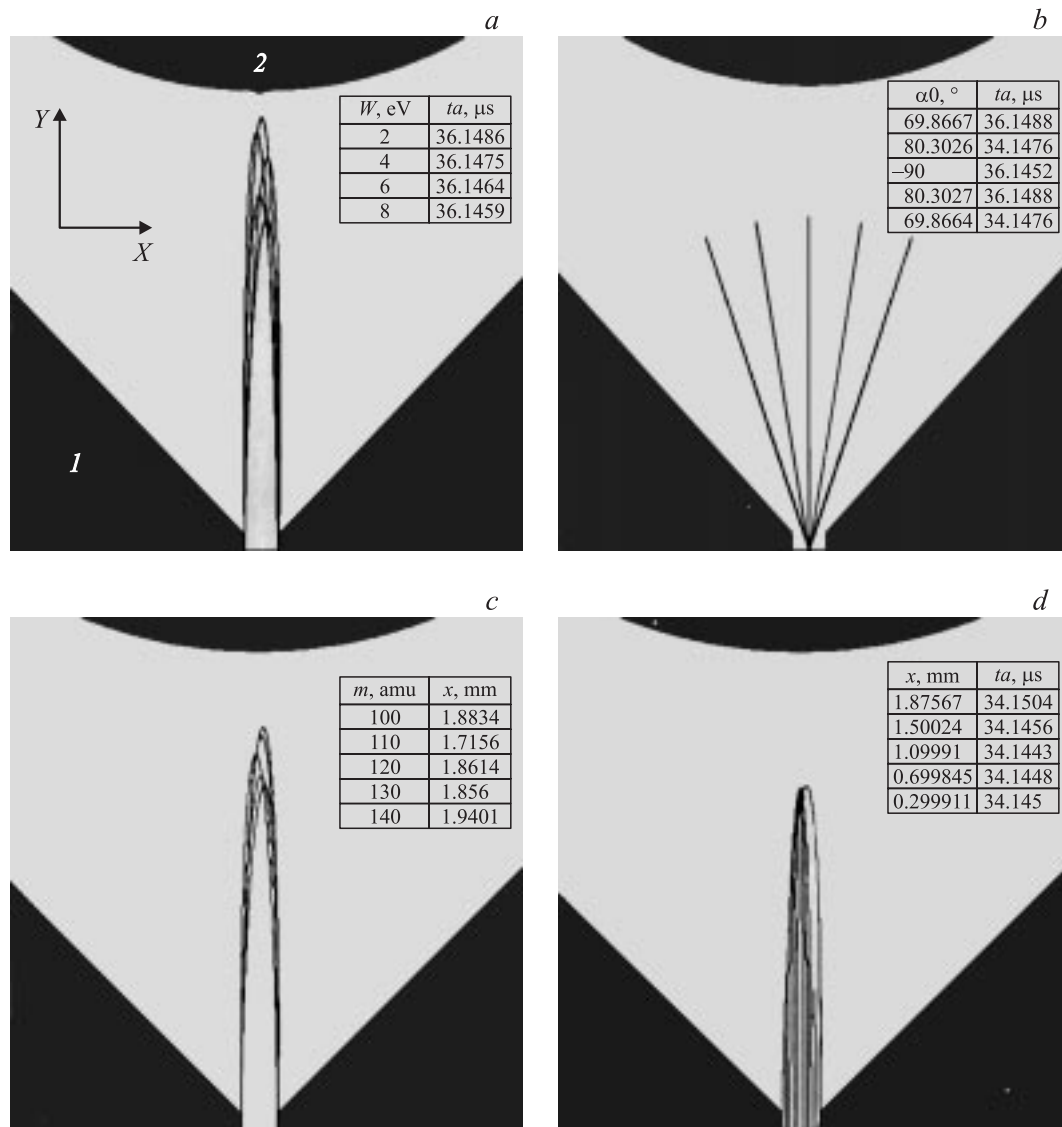 a
2
Y
X
W, eV ta, μs
2 36.1486
4 36.1475
6 36.1464
8 36.1459
1
b
α0, ° ta, μs
69.8667 36.1488
80.3026 34.1476
–90 36.1452
80.3027 36.1488
69.8664 34.1476
c
m, amu x, mm
100 1.8834
110 1.7156
120 1.8614
130 1.856
140 1.9401
d
x, mm ta, μs
1.87567 34.1504
1.50024 34.1456
1.09991 34.1443
0.699845 34.1448
0.299911 34.145